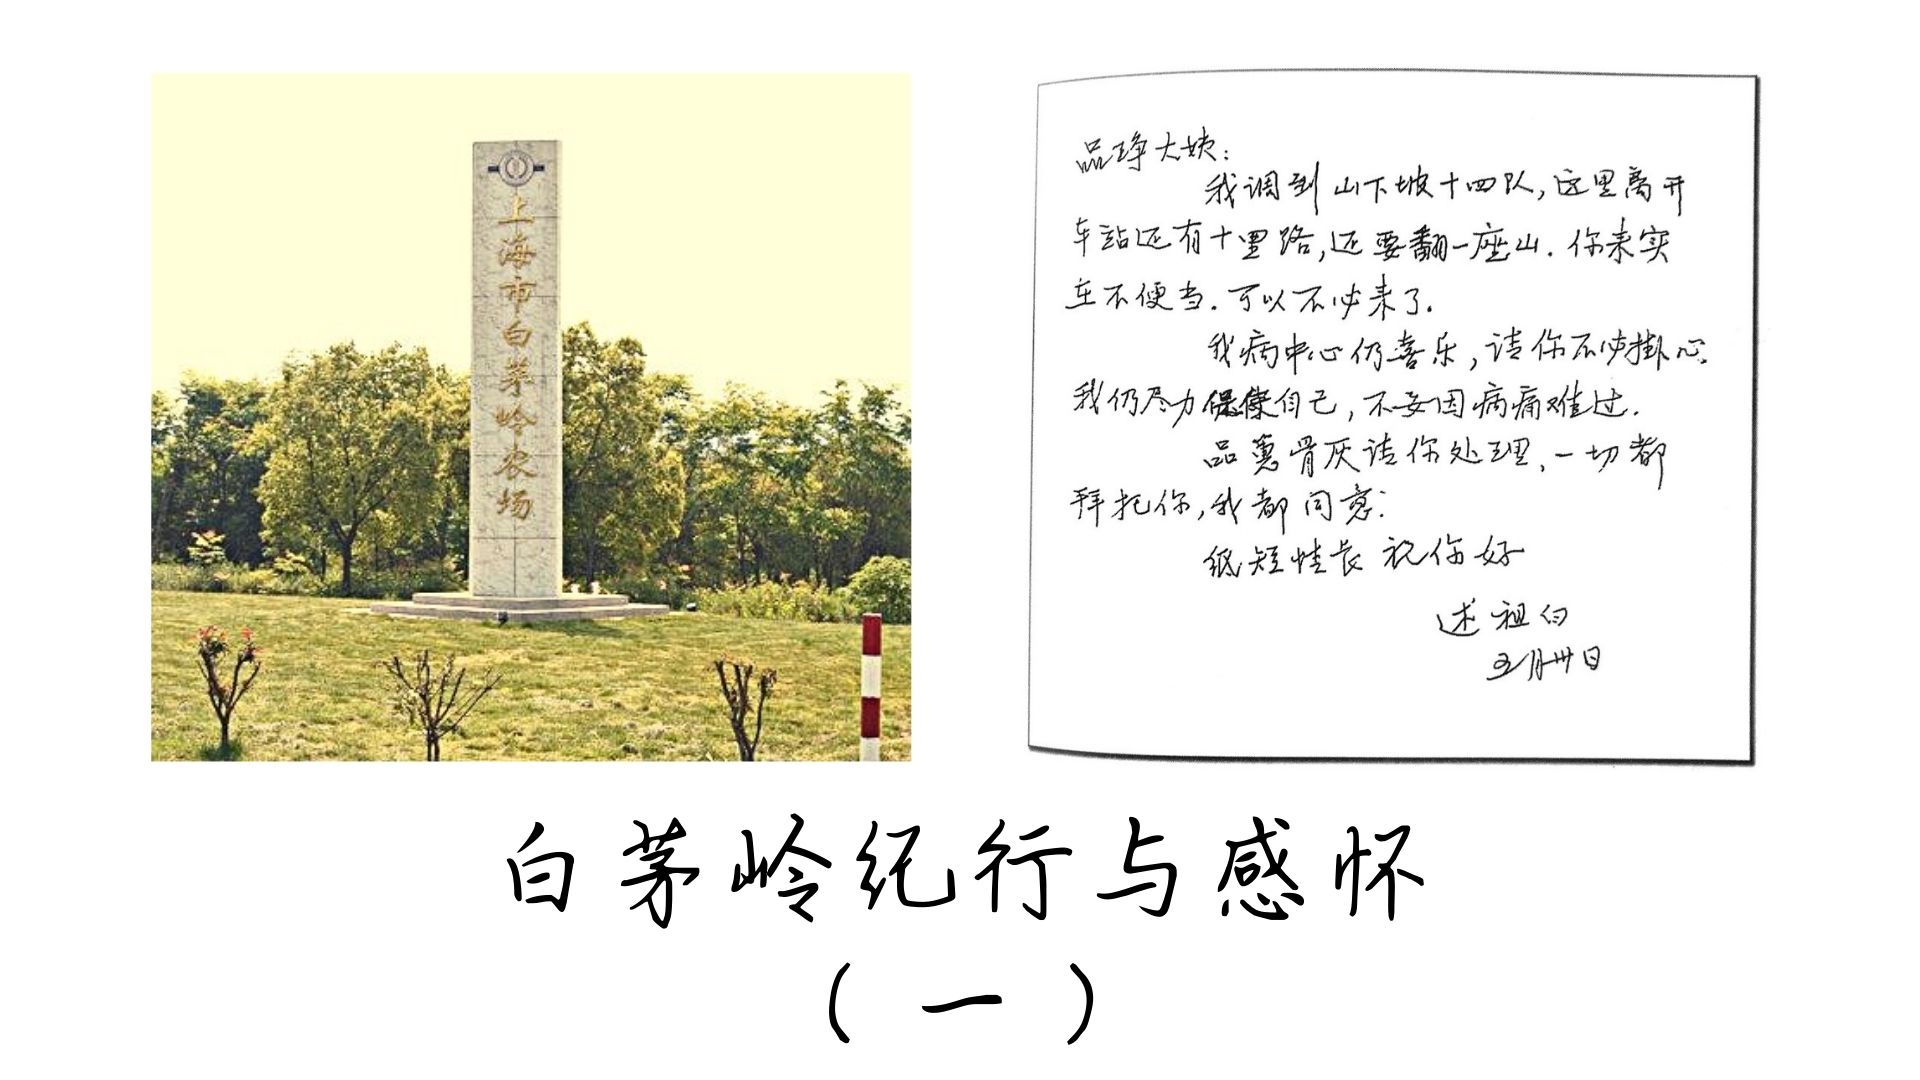 上海市白茅岭农场
品琤大姨：
我调到山下坡十四队，这里离开
车站还有十里路，还要翻一座山．你来实
在不便当．可以不必来了．
我病中心仍喜乐，请你不必掛心．
我仍尽力保养自己，不妄因病痛难过．
品蕙骨灰请你处理，一切都
拜托你，我都同意：
纸短情长 祝你好
述祖白
五月卅日
白茅岭纪行与感怀
（一）